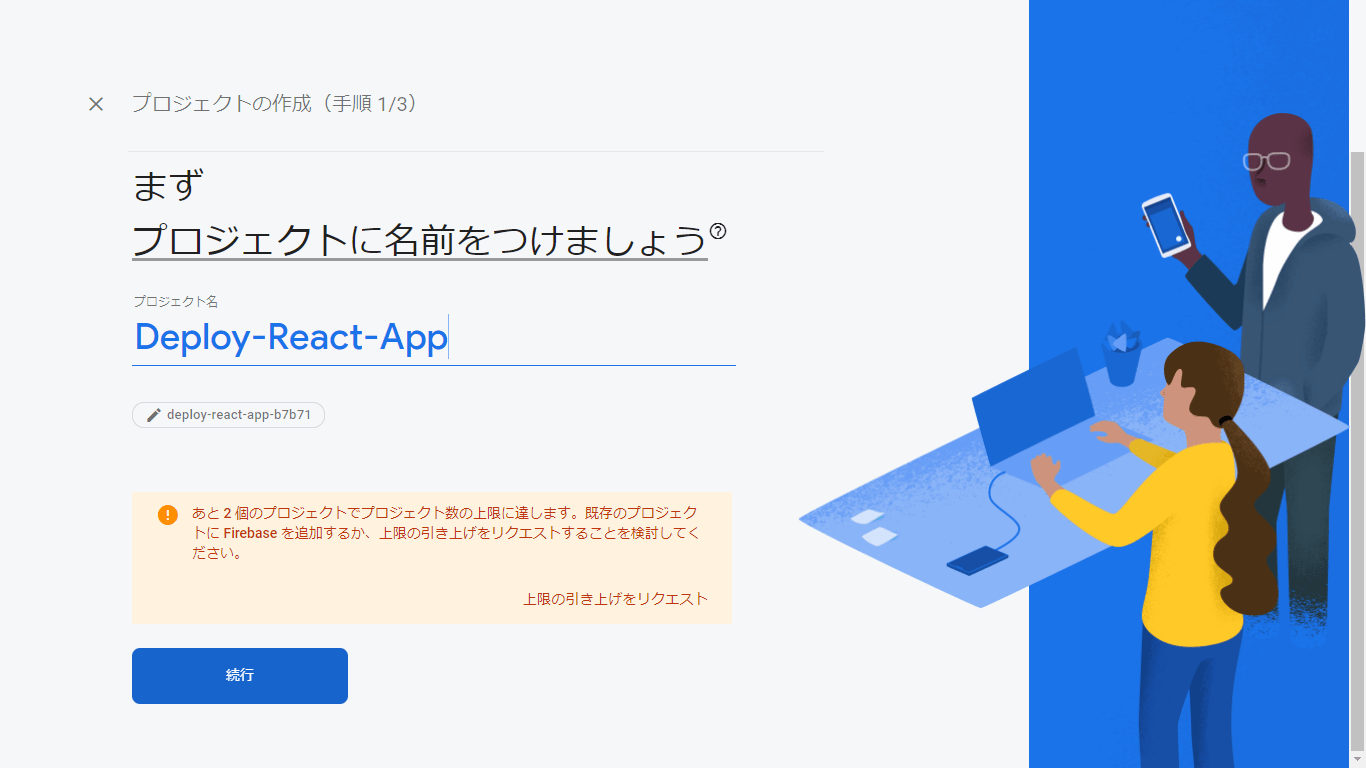 プロジェクトの作成（手順 1/3）
まず
プロジェクトに名前をつけましょう?
プロジェクト名
Deploy-React-App
deploy-react-app-b7b71
あと 2 個のプロジェクトでプロジェクト数の上限に達します。既存のプロジェク
トに Firebase を追加するか、上限の引き上げをリクエストすることを検討してく
ださい。
上限の引き上げをリクエスト
続行